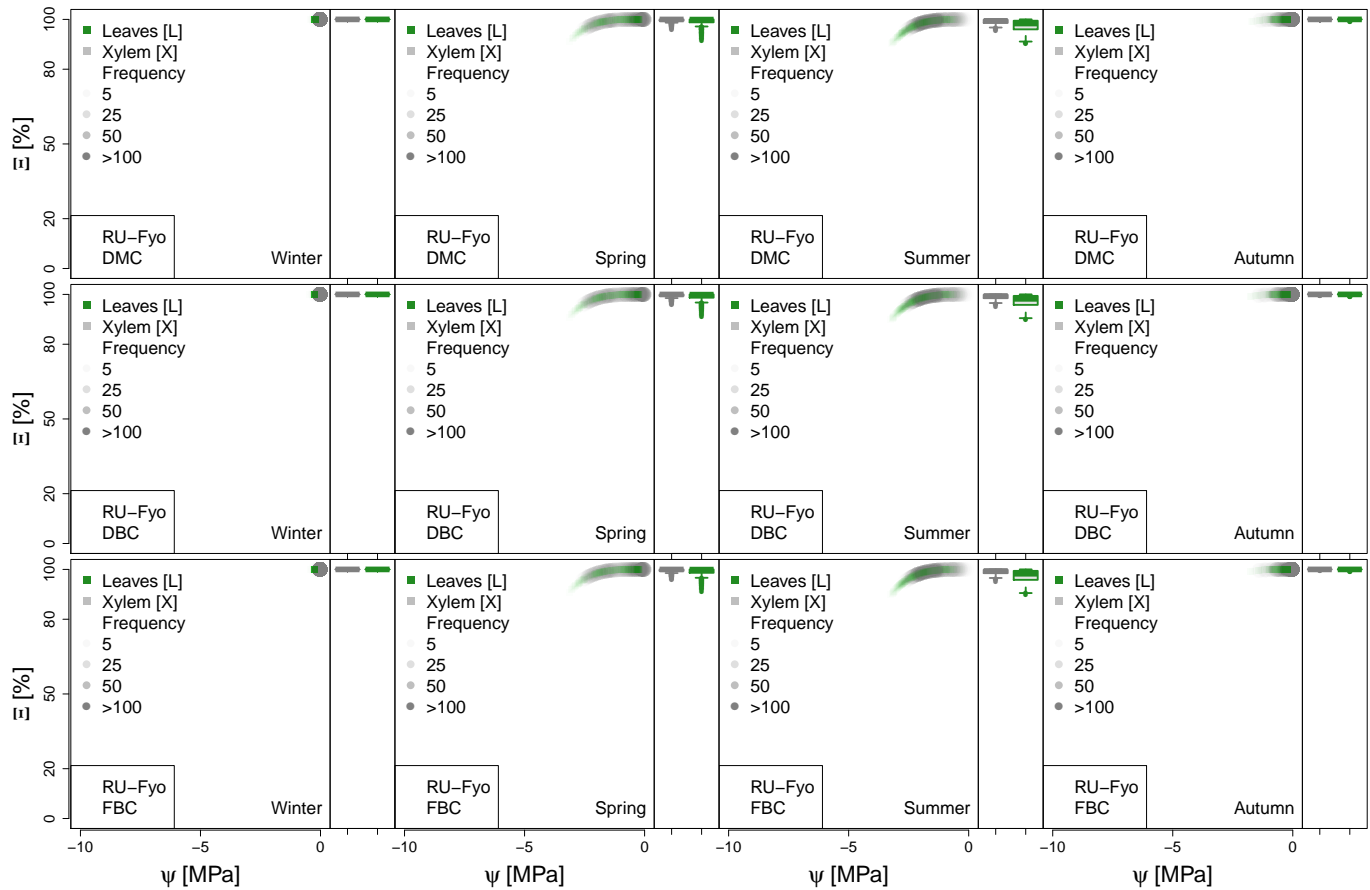 Ξ [%]
100
80
50
20
0
Leaves [L]
Xylem [X]
Frequency
5
25
50
>100
RU−Fyo
DMC
Winter
Leaves [L]
Xylem [X]
Frequency
5
25
50
>100
RU−Fyo
DMC
Spring
Leaves [L]
Xylem [X]
Frequency
5
25
50
>100
RU−Fyo
DMC
Summer
Leaves [L]
Xylem [X]
Frequency
5
25
50
>100
RU−Fyo
DMC
Autumn
Ξ [%]
100
80
50
20
0
Leaves [L]
Xylem [X]
Frequency
5
25
50
>100
RU−Fyo
DBC
Winter
Leaves [L]
Xylem [X]
Frequency
5
25
50
>100
RU−Fyo
DBC
Spring
Leaves [L]
Xylem [X]
Frequency
5
25
50
>100
RU−Fyo
DBC
Summer
Leaves [L]
Xylem [X]
Frequency
5
25
50
>100
RU−Fyo
DBC
Autumn
Ξ [%]
100
80
50
20
0
Leaves [L]
Xylem [X]
Frequency
5
25
50
>100
RU−Fyo
FBC
Winter
Leaves [L]
Xylem [X]
Frequency
5
25
50
>100
RU−Fyo
FBC
Spring
Leaves [L]
Xylem [X]
Frequency
5
25
50
>100
RU−Fyo
FBC
Summer
Leaves [L]
Xylem [X]
Frequency
5
25
50
>100
RU−Fyo
FBC
Autumn
−10 −5 0
−10 −5 0
−10 −5 0
−10 −5 0
ψ [MPa]
ψ [MPa]
ψ [MPa]
ψ [MPa]